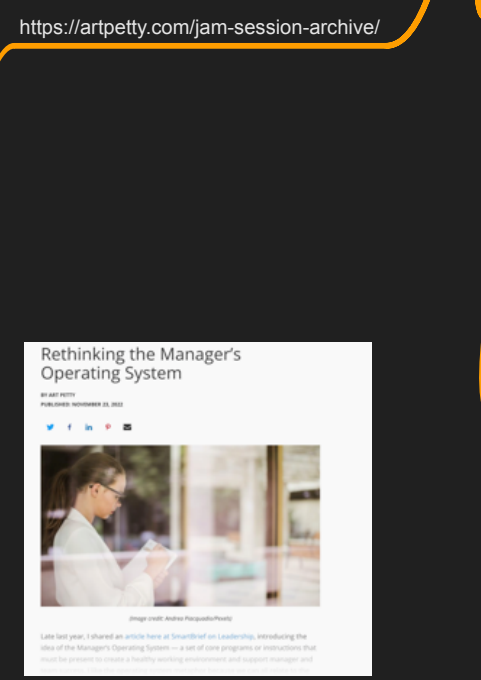 https://artpetty.com/jam-session-archive/
Rethinking the Manager's
Operating System
BY ART PETTY
PUBLISHED: NOVEMBER 23, 2022
(Image credit: Andrea Piacquadio/Pexels)
Late last year, I shared an article here at SmartBrief on Leadership, introducing the
idea of the Manager's Operating System — a set of core programs or instructions that
must be present to create a healthy working environment and support manager and